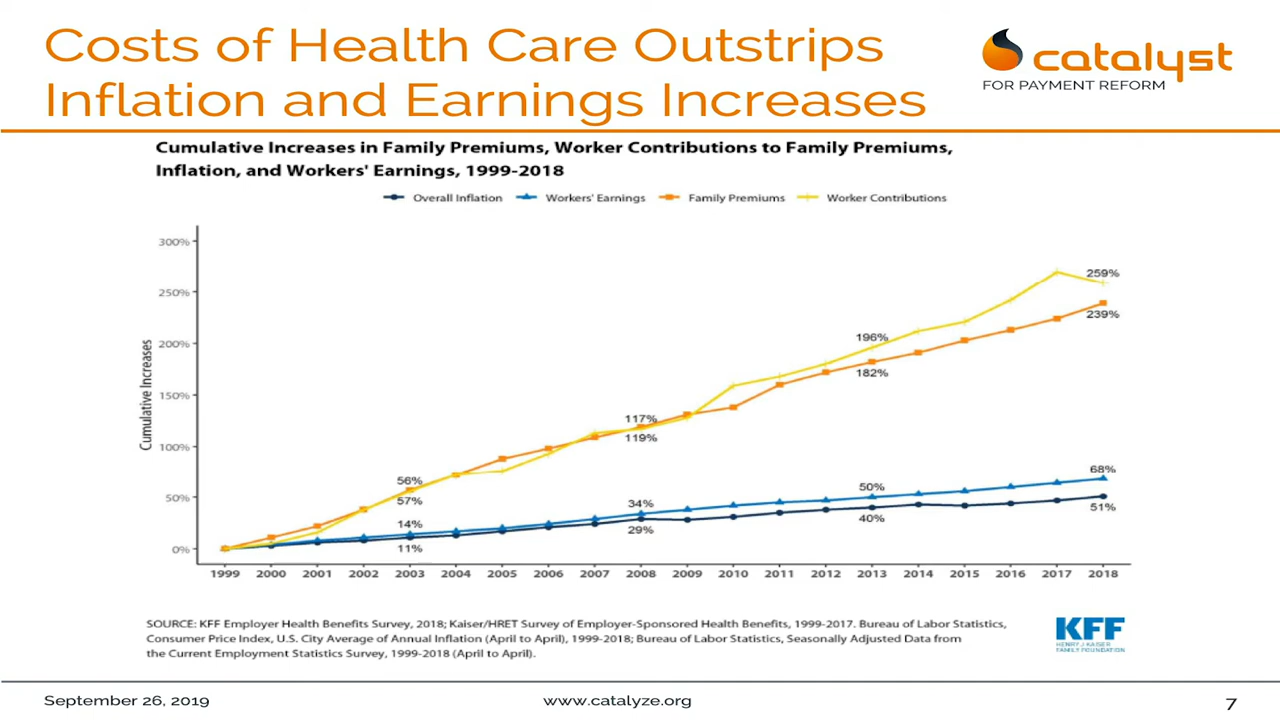 Costs of Health Care Outstrips
Inflation and Earnings Increases
catalyst
FOR PAYMENT REFORM
Cumulative Increases in Family Premiums, Worker Contributions to Family Premiums,
Inflation, and Workers' Earnings, 1999-2018
Overall Inflation Workers' Earnings Family Premiums Worker Contributions
Cumulative Increases
300%
250%
200%
150%
100%
50%
0%
259%
239%
196%
182%
117%
119%
56%
57%
68%
51%
50%
40%
34%
29%
14%
11%
1999 2000 2001 2002 2003 2004 2005 2006 2007 2008 2009 2010 2011 2012 2013 2014 2015 2016 2017 2018
SOURCE: KFF Employer Health Benefits Survey, 2018; Kaiser/HRET Survey of Employer-Sponsored Health Benefits, 1999-2017. Bureau of Labor Statistics,
Consumer Price Index, U.S. City Average of Annual Inflation (April to April), 1999-2018; Bureau of Labor Statistics, Seasonally Adjusted Data from
the Current Employment Statistics Survey, 1999-2018 (April to April).
KFF
HENRY J KAISER
FAMILY FOUNDATION
September 26, 2019 www.catalyze.org 7